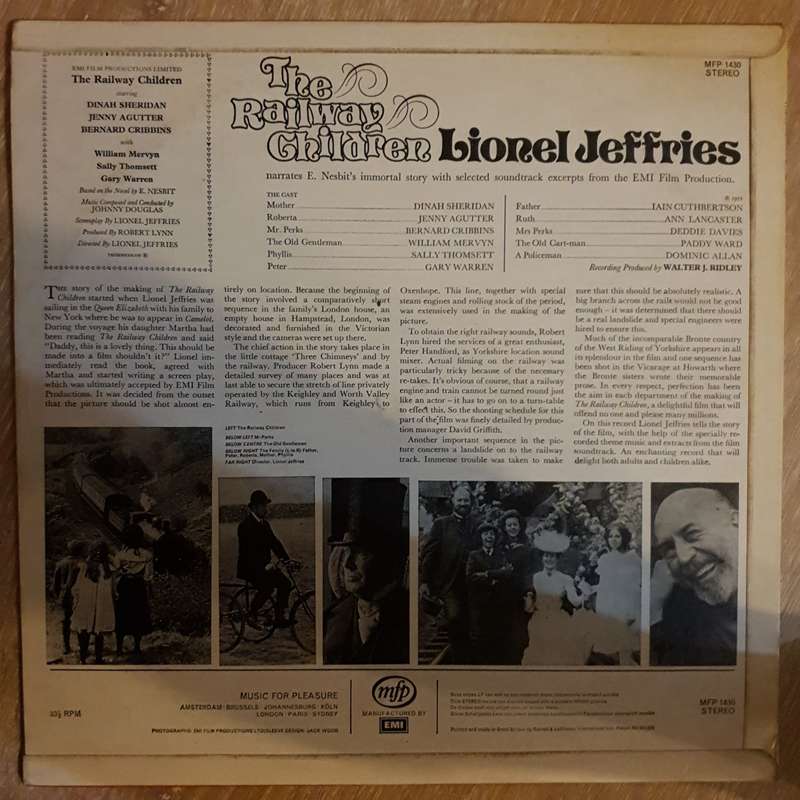 EMI FILM PRODUCTIONS LIMITED
The Railway Children
starring
DINAH SHERIDAN
JENNY AGUTTER
BERNARD CRIBBINS
with
William Mervyn
Sally Thomsett
Gary Warren
Based on the Novel by E. NESBIT
Music Composed and Conducted by
JOHNNY DOUGLAS
Screenplay By LIONEL JEFFRIES
Produced By ROBERT LYNN
Directed By LIONEL JEFFRIES
TECHNICOLOR ®
The Railway Children
Lionel Jeffries
MFP 1430
STEREO
narrates E. Nesbit's immortal story with selected soundtrack excerpts from the EMI Film Production.
THE CAST
Mother DINAH SHERIDAN
Roberta JENNY AGUTTER
Mr. Perks BERNARD CRIBBINS
The Old Gentleman WILLIAM MERVYN
Phyllis SALLY THOMSETT
Peter GARY WARREN
Father IAIN CUTHBERTSON
Ruth ANN LANCASTER
Mrs Perks DEDDIE DAVIES
The Old Cart-man PADDY WARD
A Policeman DOMINIC ALLAN
Recording Produced by WALTER J. RIDLEY
THE story of the making of The Railway
Children started when Lionel Jeffries was
sailing in the Queen Elizabeth with his family to
New York where he was to appear in Camelot.
During the voyage his daughter Martha had
been reading The Railway Children and said
"Daddy, this is a lovely thing. This should be
made into a film shouldn't it?" Lionel im-
mediately read the book, agreed with
Martha and started writing a screen play,
which was ultimately accepted by EMI Film
Productions. It was decided from the outset
that the picture should be shot almost en-
tirely on location. Because the beginning of
the story involved a comparatively short
sequence in the family's London house, an
empty house in Hampstead, London, was
decorated and furnished in the Victorian
style and the cameras were set up there.
The chief action in the story takes place in
the little cottage 'Three Chimneys' and by
the railway. Producer Robert Lynn made a
detailed survey of many places and was at
last able to secure the stretch of line privately
operated by the Keighley and Worth Valley
Railway, which runs from Keighley to
Oxenhope. This line, together with special
steam engines and rolling stock of the period,
was extensively used in the making of the
picture.
To obtain the right railway sounds, Robert
Lynn hired the services of a great enthusiast,
Peter Handford, as Yorkshire location sound
mixer. Actual filming on the railway was
particularly tricky because of the necessary
re-takes. It's obvious of course, that a railway
engine and train cannot be turned round just
like an actor – it has to go on to a turn-table
to effect this. So the shooting schedule for this
part of the film was finely detailed by produc-
tion manager David Griffith.
Another important sequence in the pic-
ture concerns a landslide on to the railway
track. Immense trouble was taken to make
sure that this should be absolutely realistic. A
big branch across the rails would not be good
enough – it was determined that there should
be a real landslide and special engineers were
hired to ensure this.
Much of the incomparable Bronte country
of the West Riding of Yorkshire appears in all
its splendour in the film and one sequence has
been shot in the Vicarage at Howarth where
the Bronte sisters wrote their memorable
prose. In every respect, perfection has been
the aim in each department of the making of
The Railway Children, a delightful film that will
offend no one and please many millions.
On this record Lionel Jeffries tells the story
of the film, with the help of the specially re-
corded theme music and extracts from the film
soundtrack. An enchanting record that will
delight both adults and children alike.
LEFT The Railway Children
BELOW LEFT Mr. Perks
BELOW CENTRE The Old Gentleman
BELOW RIGHT The Family (L to R) Father,
Peter, Roberta, Mother, Phyllis
FAR RIGHT Director, Lionel Jeffries
33⅓ RPM
MUSIC FOR PLEASURE
AMSTERDAM · BRUSSELS · JOHANNESBURG · KÖLN
LONDON · PARIS · SYDNEY
PHOTOGRAPHS: EMI FILM PRODUCTIONS LTD/SLEEVE DESIGN: JACK WOOD
mfp
MANUFACTURED BY
EMI
MFP 1430
STEREO